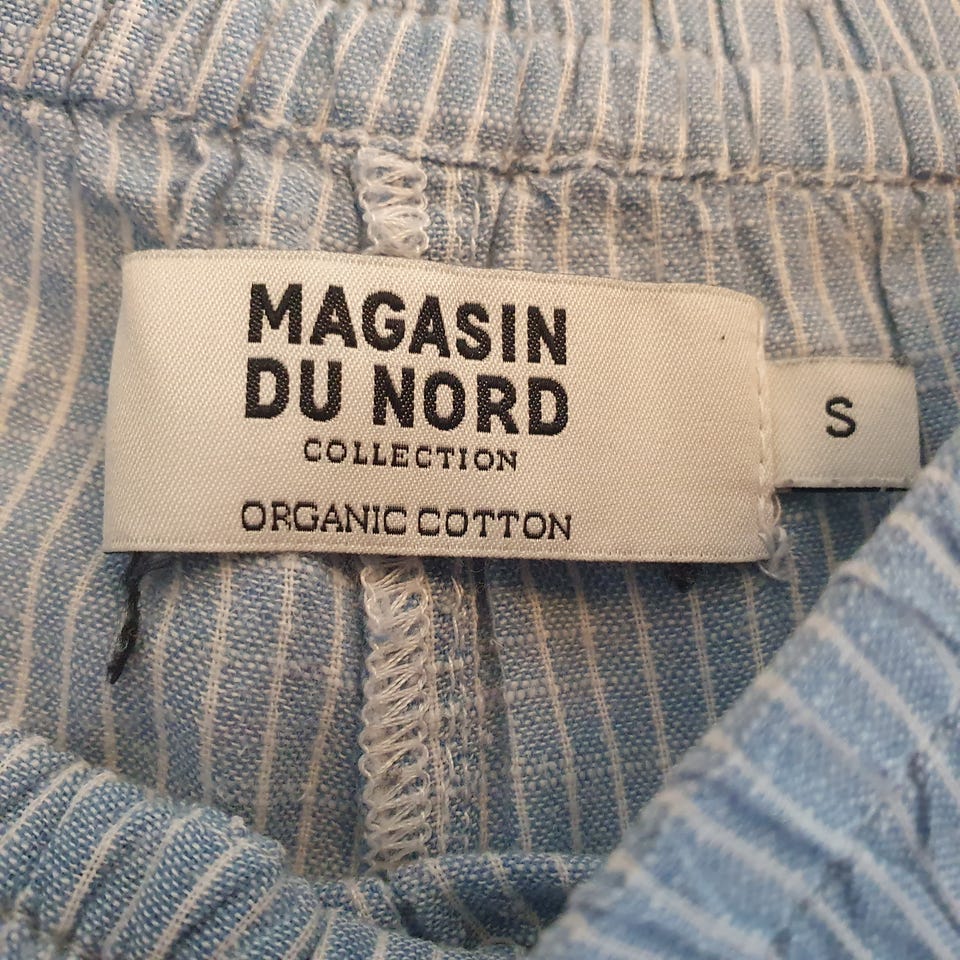 MAGASIN
DU NORD
COLLECTION
ORGANIC COTTON
S